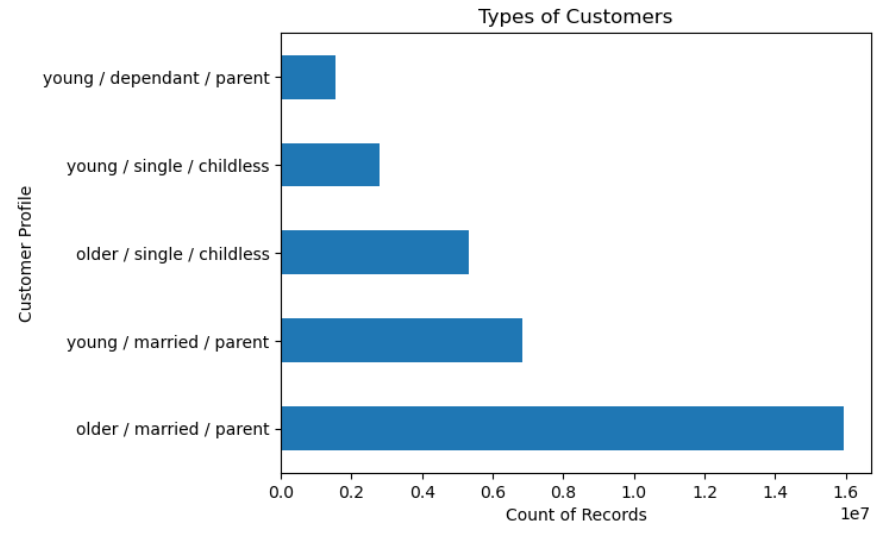 Types of Customers
Customer Profile
young / dependant / parent
young / single / childless
older / single / childless
young / married / parent
older / married / parent
0.0 0.2 0.4 0.6 0.8 1.0 1.2 1.4 1.6
1e7
Count of Records